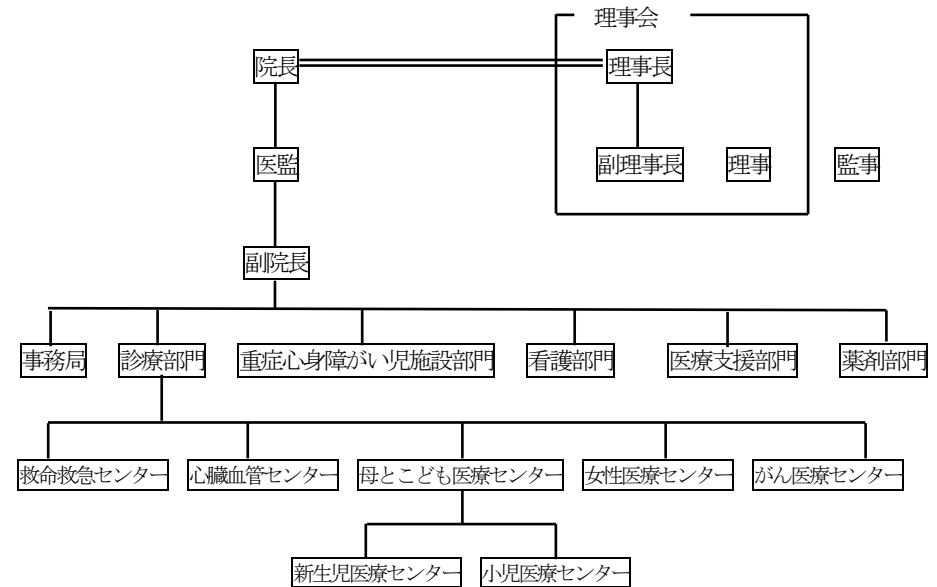 理事会
院長
理事長
医監
副理事長
理事
監事
副院長
事務局
診療部門
重症心身障がい児施設部門
看護部門
医療支援部門
薬剤部門
救命救急センター
心臓血管センター
母とこども医療センター
女性医療センター
がん医療センター
新生児医療センター
小児医療センター